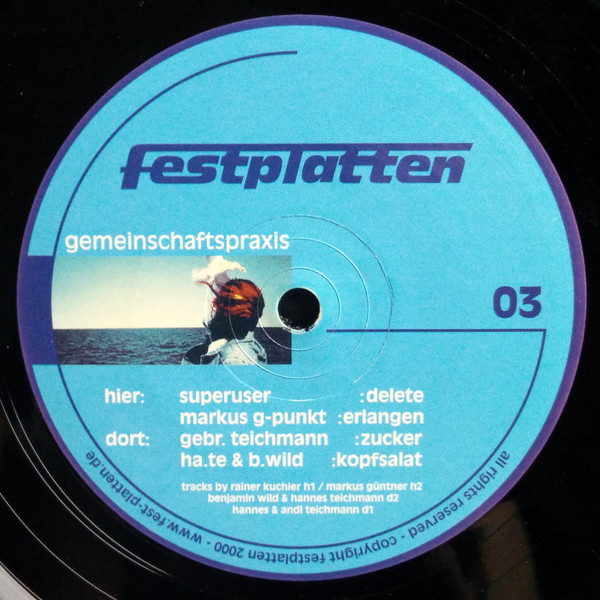 festplatten
gemeinschaftspraxis
03
hier: superuser :delete
markus g-punkt :erlangen
dort: gebr. teichmann :zucker
ha.te & b.wild :kopfsalat
tracks by rainer kuchler h1 / markus güntner h2
benjamin wild & hannes teichmann d2
hannes & andi teichmann d1
all rights reserved - copyright festplatten 2000 - www.fest-platten.de